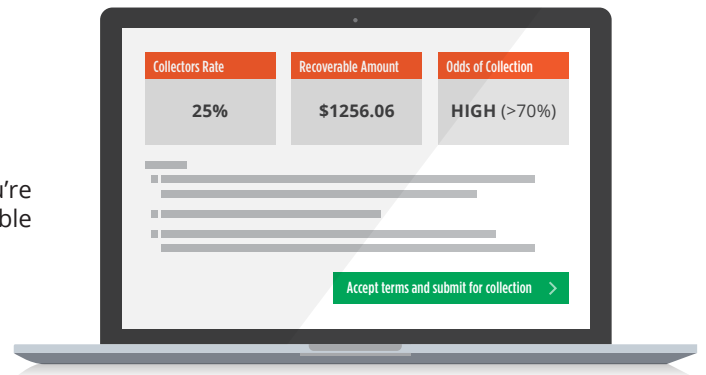 Collectors Rate
Recoverable Amount
Odds of Collection
25%
$1256.06
HIGH (>70%)
Accept terms and submit for collection